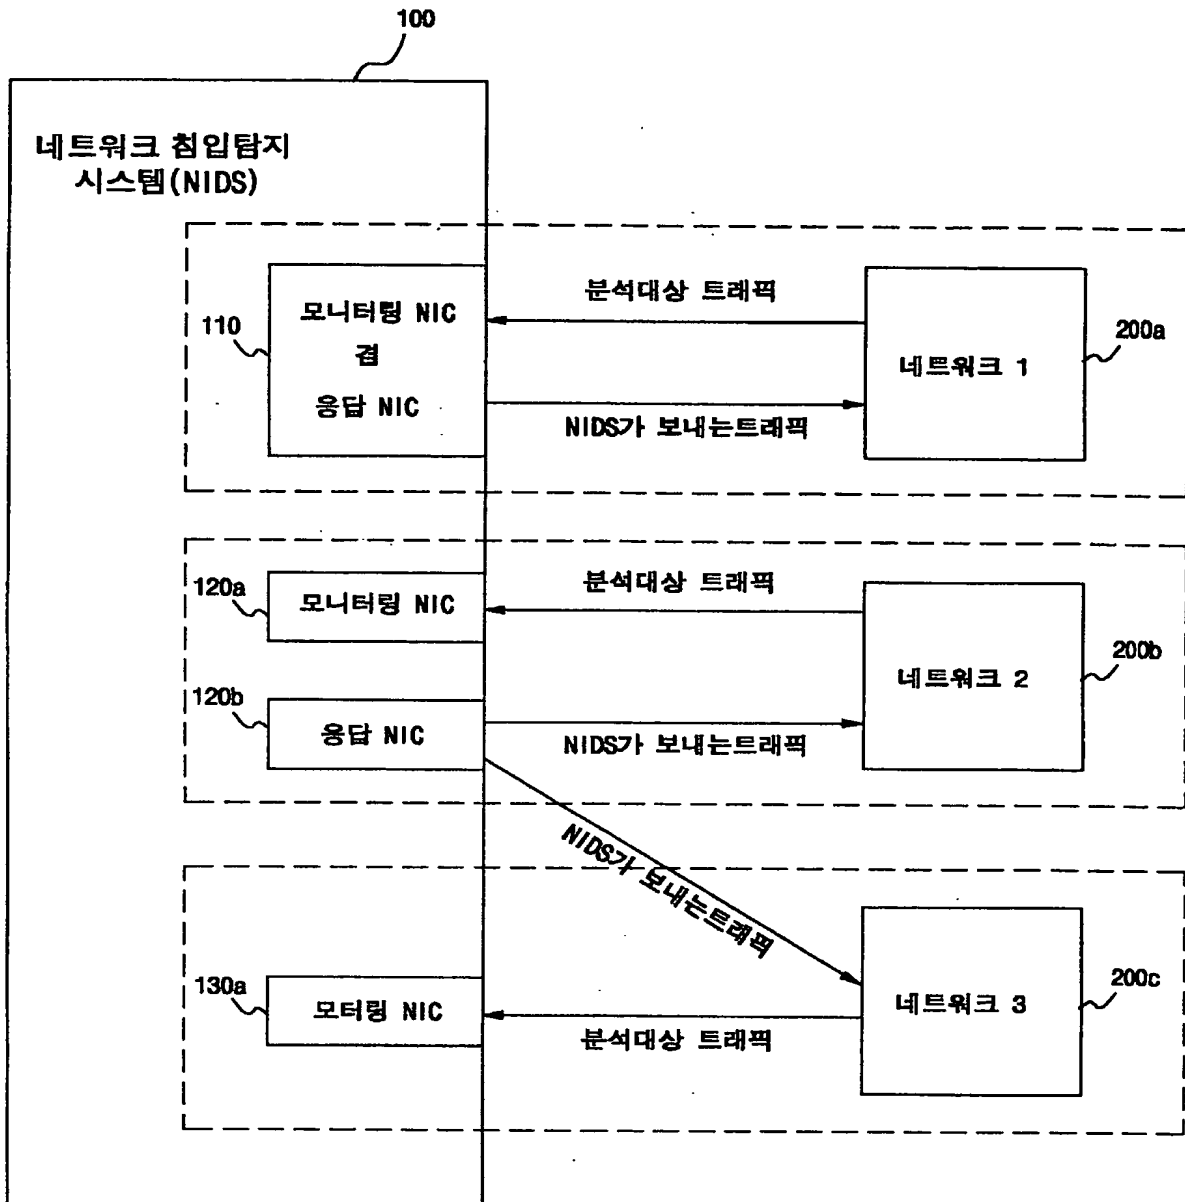 100
네트워크 침입탐지
시스템(NIDS)
분석대상 트래픽
모니터링 NIC
겸
응답 NIC
110
네트워크 1
200a
NIDS가 보내는트래픽
120a
모니터링 NIC
분석대상 트래픽
네트워크 2
200b
120b
응답 NIC
NIDS가 보내는트래픽
NIDS가 보내는트래픽
130a
모터링 NIC
네트워크 3
200c
분석대상 트래픽